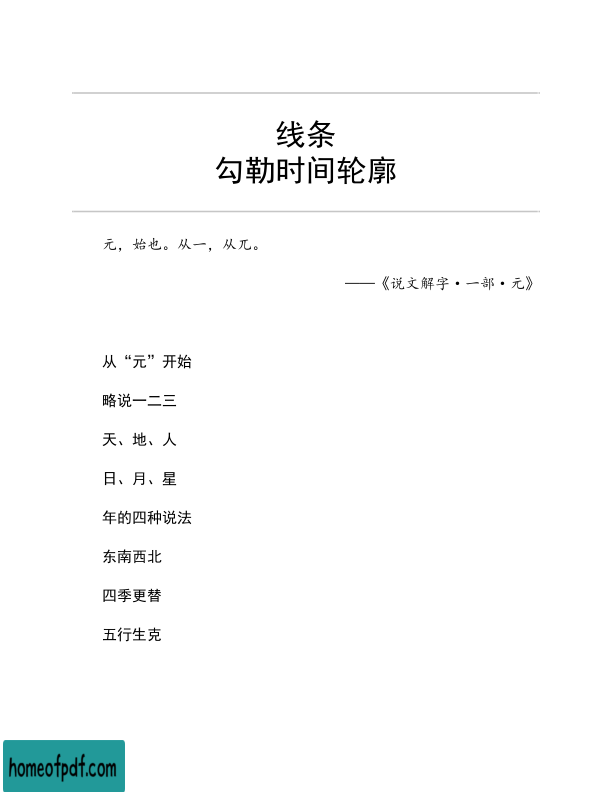 线条
勾勒时间轮廓
元，始也。从一，从兀。
——《说文解字·一部·元》
从“元”开始
略说一二三
天、地、人
日、月、星
年的四种说法
东南西北
四季更替
五行生克
homeofpdf.com